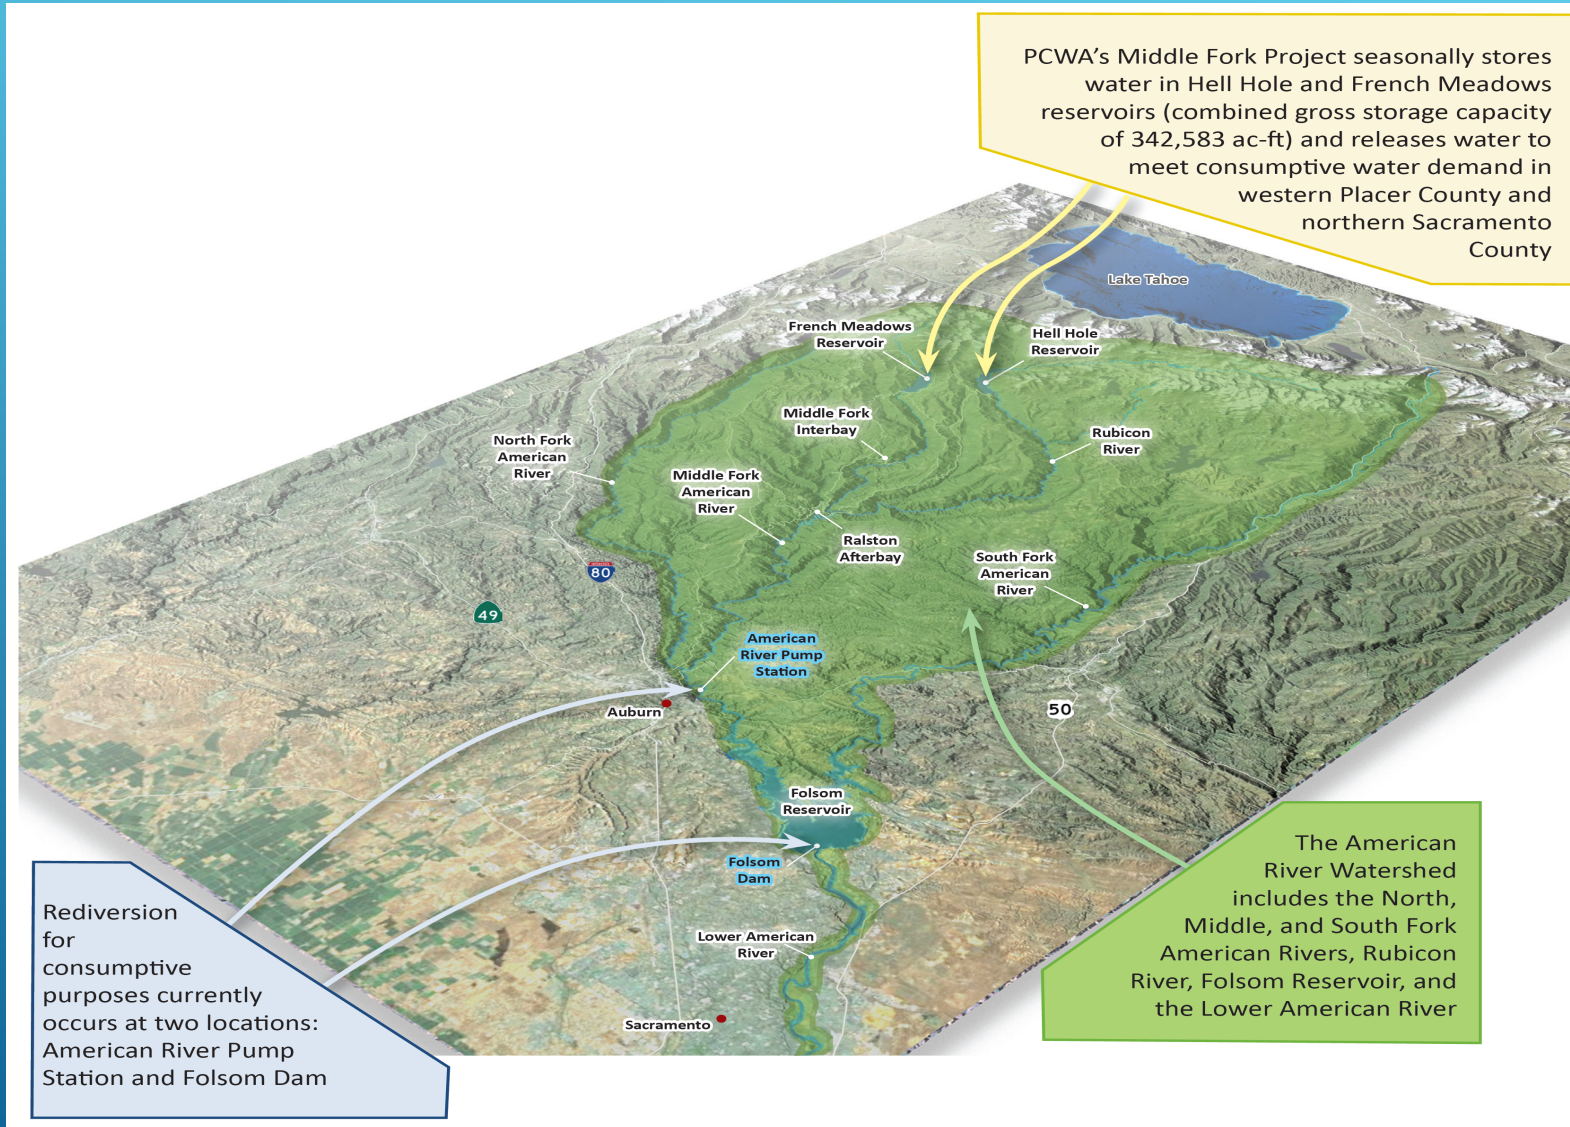 PCWA's Middle Fork Project seasonally stores
water in Hell Hole and French Meadows
reservoirs (combined gross storage capacity
of 342,583 ac-ft) and releases water to
meet consumptive water demand in
western Placer County and
northern Sacramento
County
Lake Tahoe
French Meadows
Reservoir
Hell Hole
Reservoir
Middle Fork
Interbay
Rubicon
River
North Fork
American
River
Middle Fork
American
River
Ralston
Afterbay
South Fork
American
River
80
49
American
River Pump
Station
Auburn
50
Folsom
Reservoir
Folsom
Dam
Lower American
River
Sacramento
Rediversion
for
consumptive
purposes currently
occurs at two locations:
American River Pump
Station and Folsom Dam
The American
River Watershed
includes the North,
Middle, and South Fork
American Rivers, Rubicon
River, Folsom Reservoir, and
the Lower American River